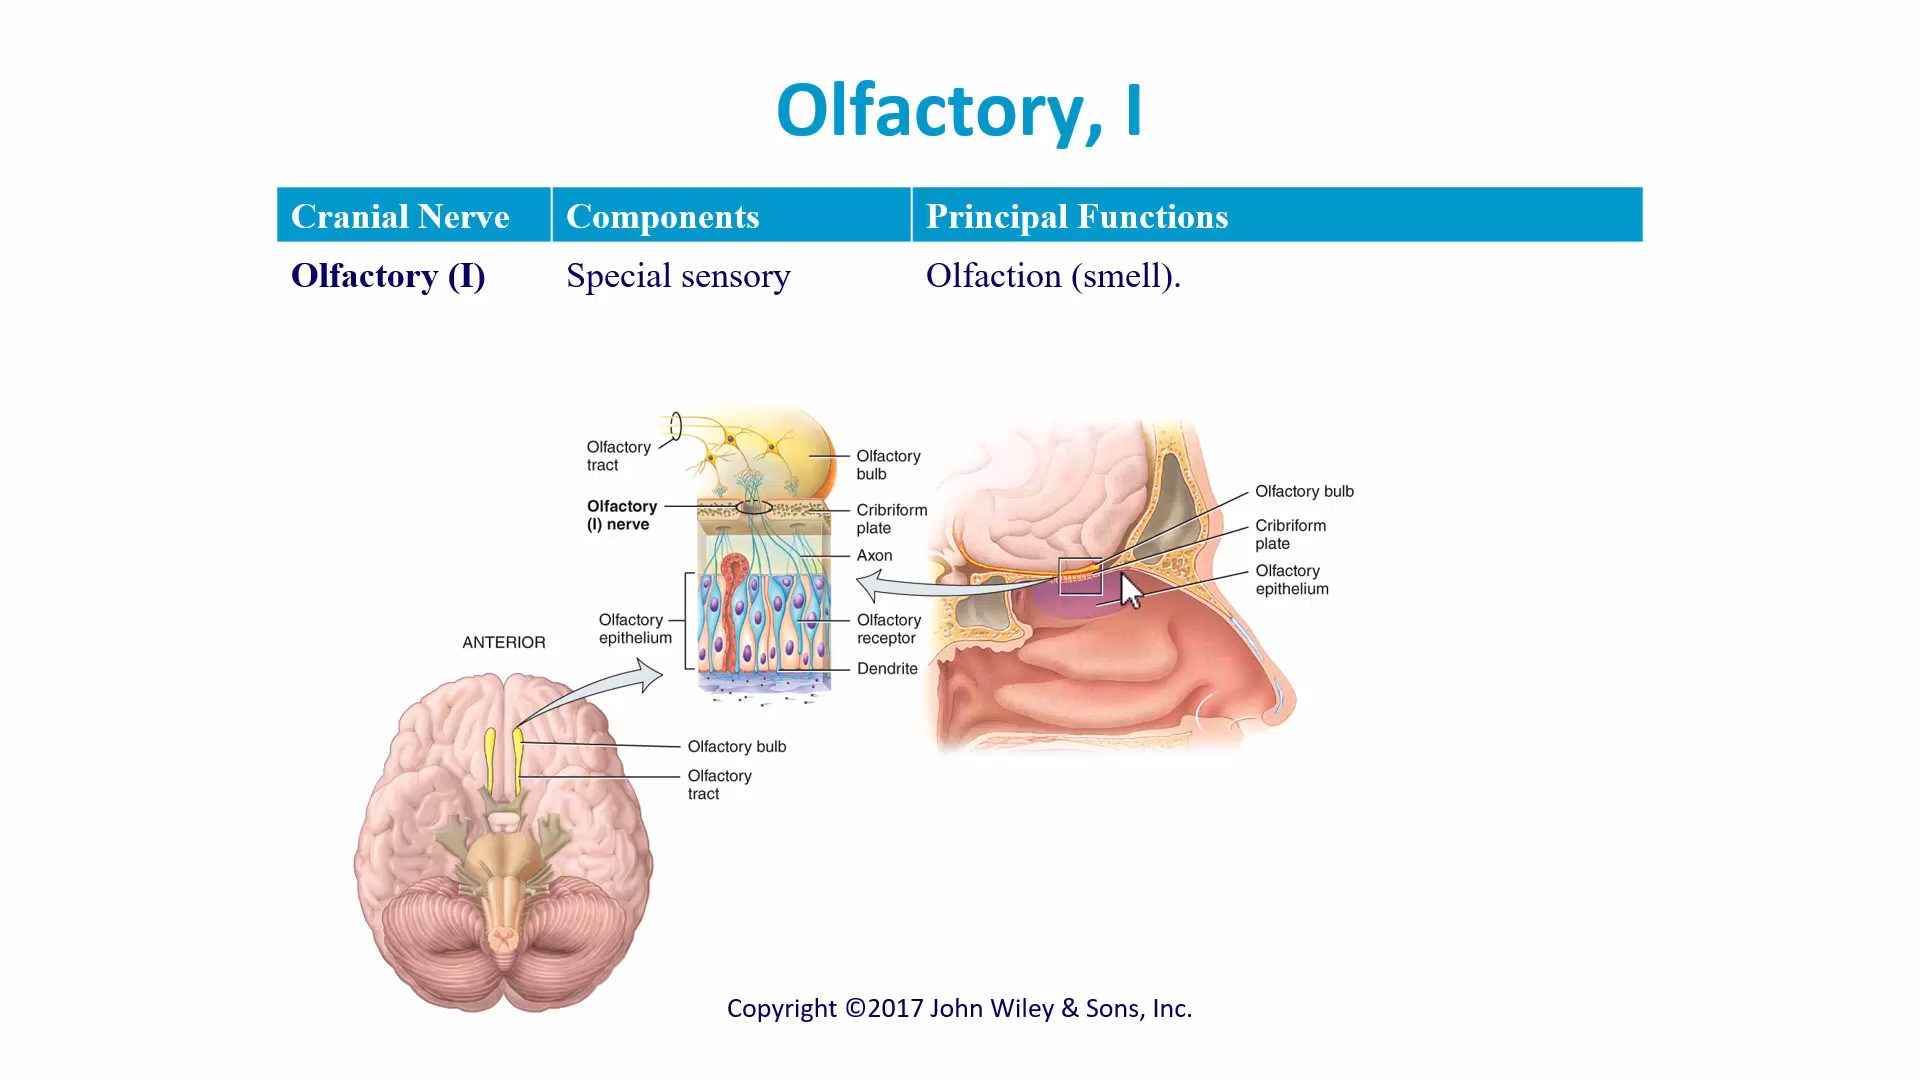 Olfactory, I
Cranial Nerve Components Principal Functions
Olfactory (I) Special sensory Olfaction (smell).
Olfactory
tract
Olfactory
bulb
Olfactory
(I) nerve
Cribriform
plate
Axon
Olfactory
epithelium
Olfactory
receptor
Dendrite
Olfactory bulb
Cribriform
plate
Olfactory
epithelium
ANTERIOR
Olfactory bulb
Olfactory
tract
Copyright ©2017 John Wiley & Sons, Inc.